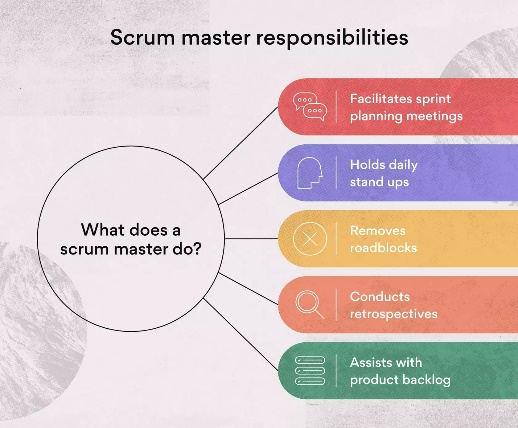 Scrum master responsibilities
What does a
scrum master do?
Facilitates sprint
planning meetings
Holds daily
stand ups
Removes
roadblocks
Conducts
retrospectives
Assists with
product backlog